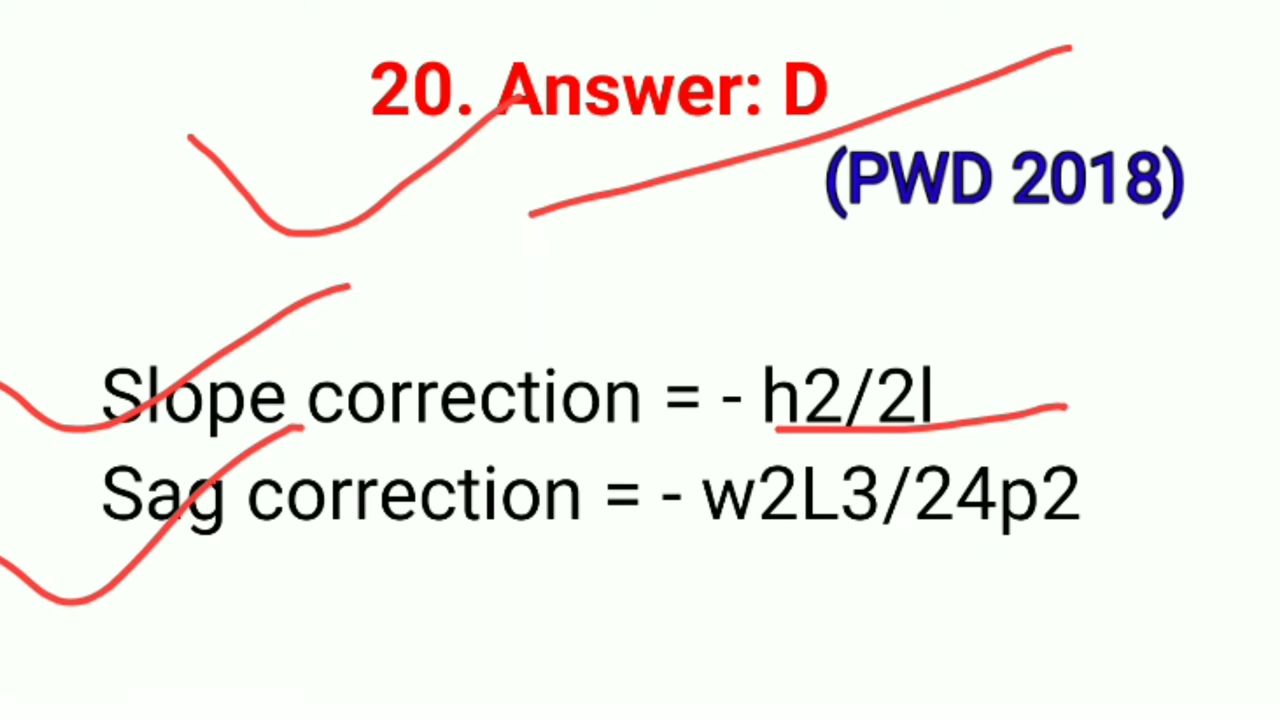 20. Answer: D
(PWD 2018)
Slope correction = - h2/2l
Sag correction = - w2L3/24p2